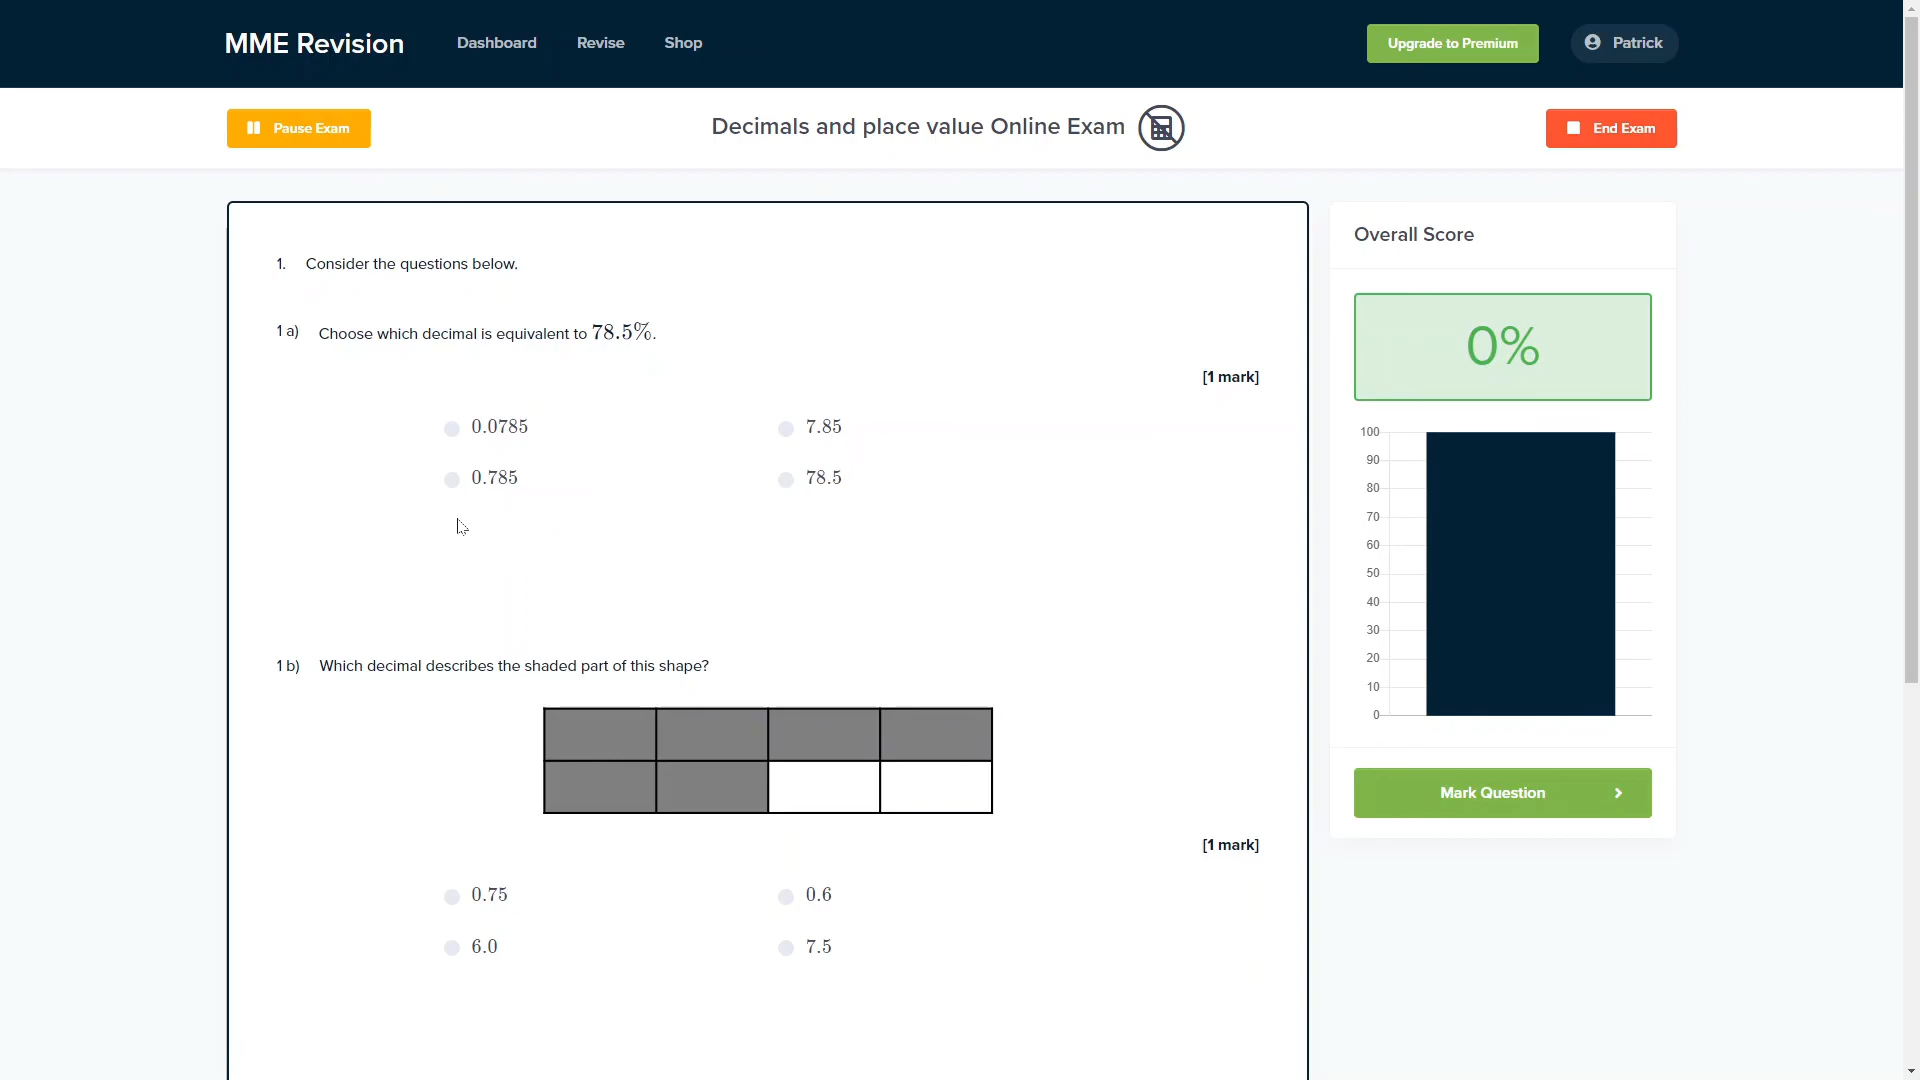 MME Revision
Dashboard
Revise
Shop
Upgrade to Premium
Patrick
Pause Exam
Decimals and place value Online Exam
End Exam
1. Consider the questions below.
1 a) Choose which decimal is equivalent to 78.5%.
[1 mark]
0.0785
7.85
0.785
78.5
1 b) Which decimal describes the shaded part of this shape?
[1 mark]
0.75
0.6
6.0
7.5
Overall Score
0%
100
90
80
70
60
50
40
30
20
10
0
Mark Question